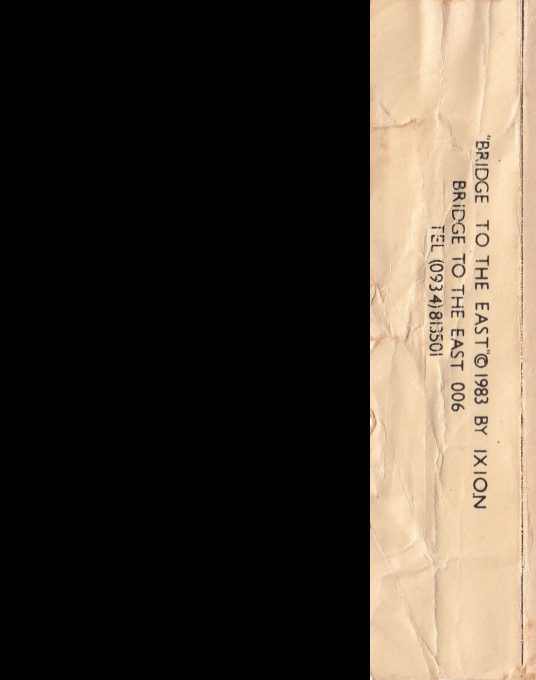 "BRIDGE TO THE EAST" © 1983 BY IXION
BRIDGE TO THE EAST 006
TEL (0934) 813501